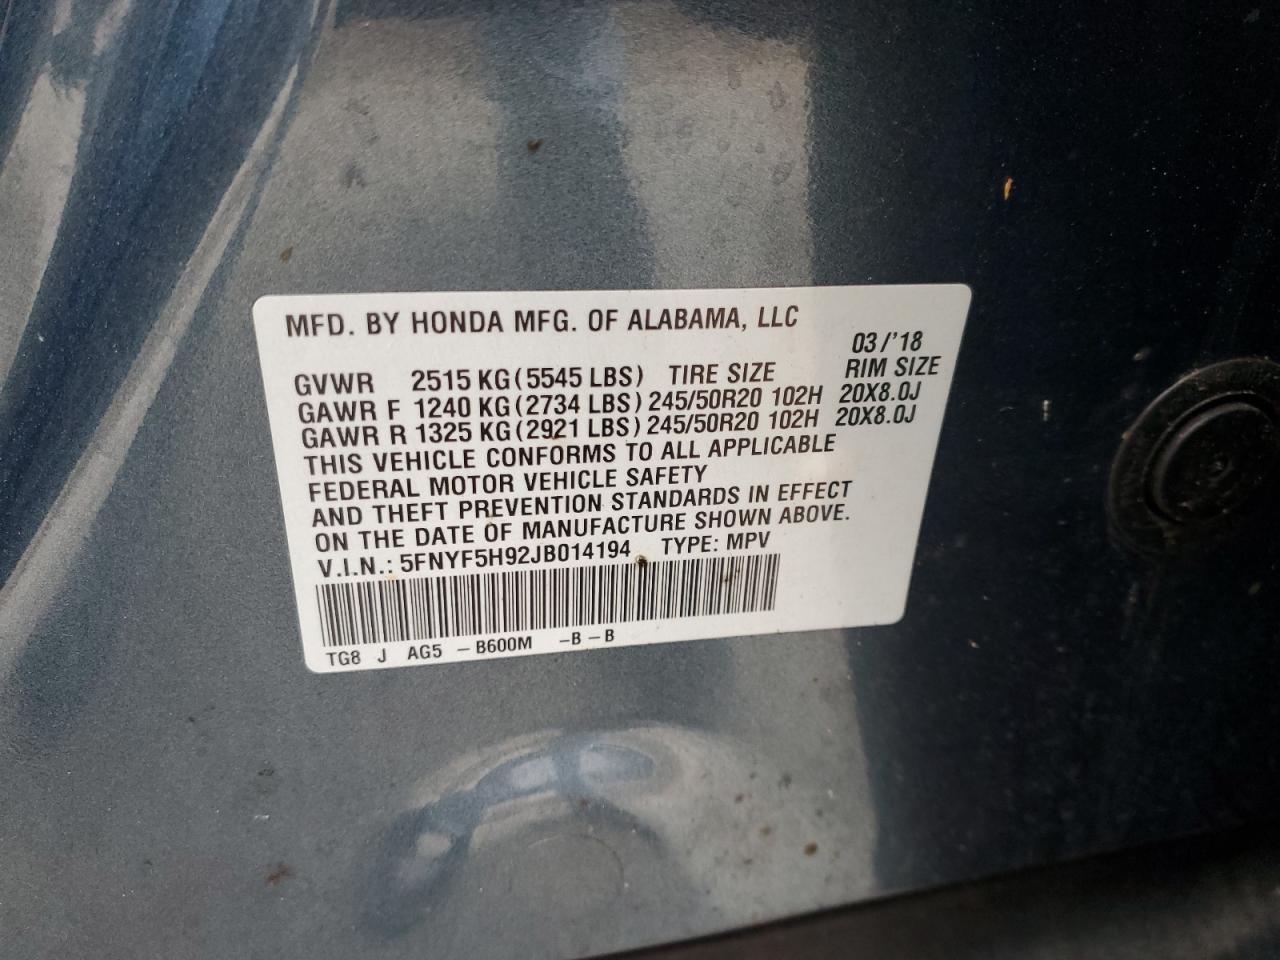 MFD. BY HONDA MFG. OF ALABAMA, LLC
03/'18
GVWR 2515 KG (5545 LBS) TIRE SIZE RIM SIZE
GAWR F 1240 KG (2734 LBS) 245/50R20 102H 20X8.0J
GAWR R 1325 KG (2921 LBS) 245/50R20 102H 20X8.0J
THIS VEHICLE CONFORMS TO ALL APPLICABLE
FEDERAL MOTOR VEHICLE SAFETY
AND THEFT PREVENTION STANDARDS IN EFFECT
ON THE DATE OF MANUFACTURE SHOWN ABOVE.
V.I.N.: 5FNYF5H92JB014194 TYPE: MPV
TG8 J AG5 -B600M -B-B